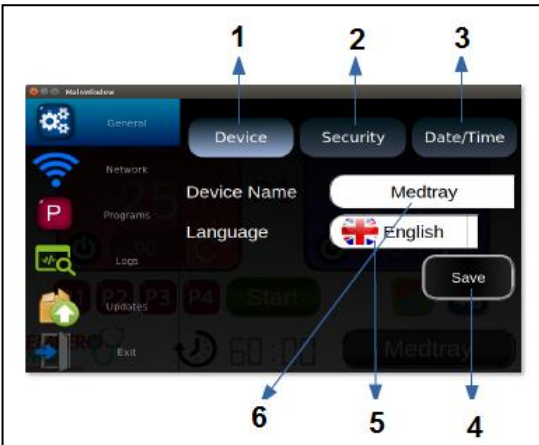 1 2 3
MainWindow
General
Device Security Date/Time
Network
Device Name Medtray
Programs
Language English
Logs
Save
P1 P2 P3 P4 Start
Updates
Exit
60:00 Medtray
6 5 4